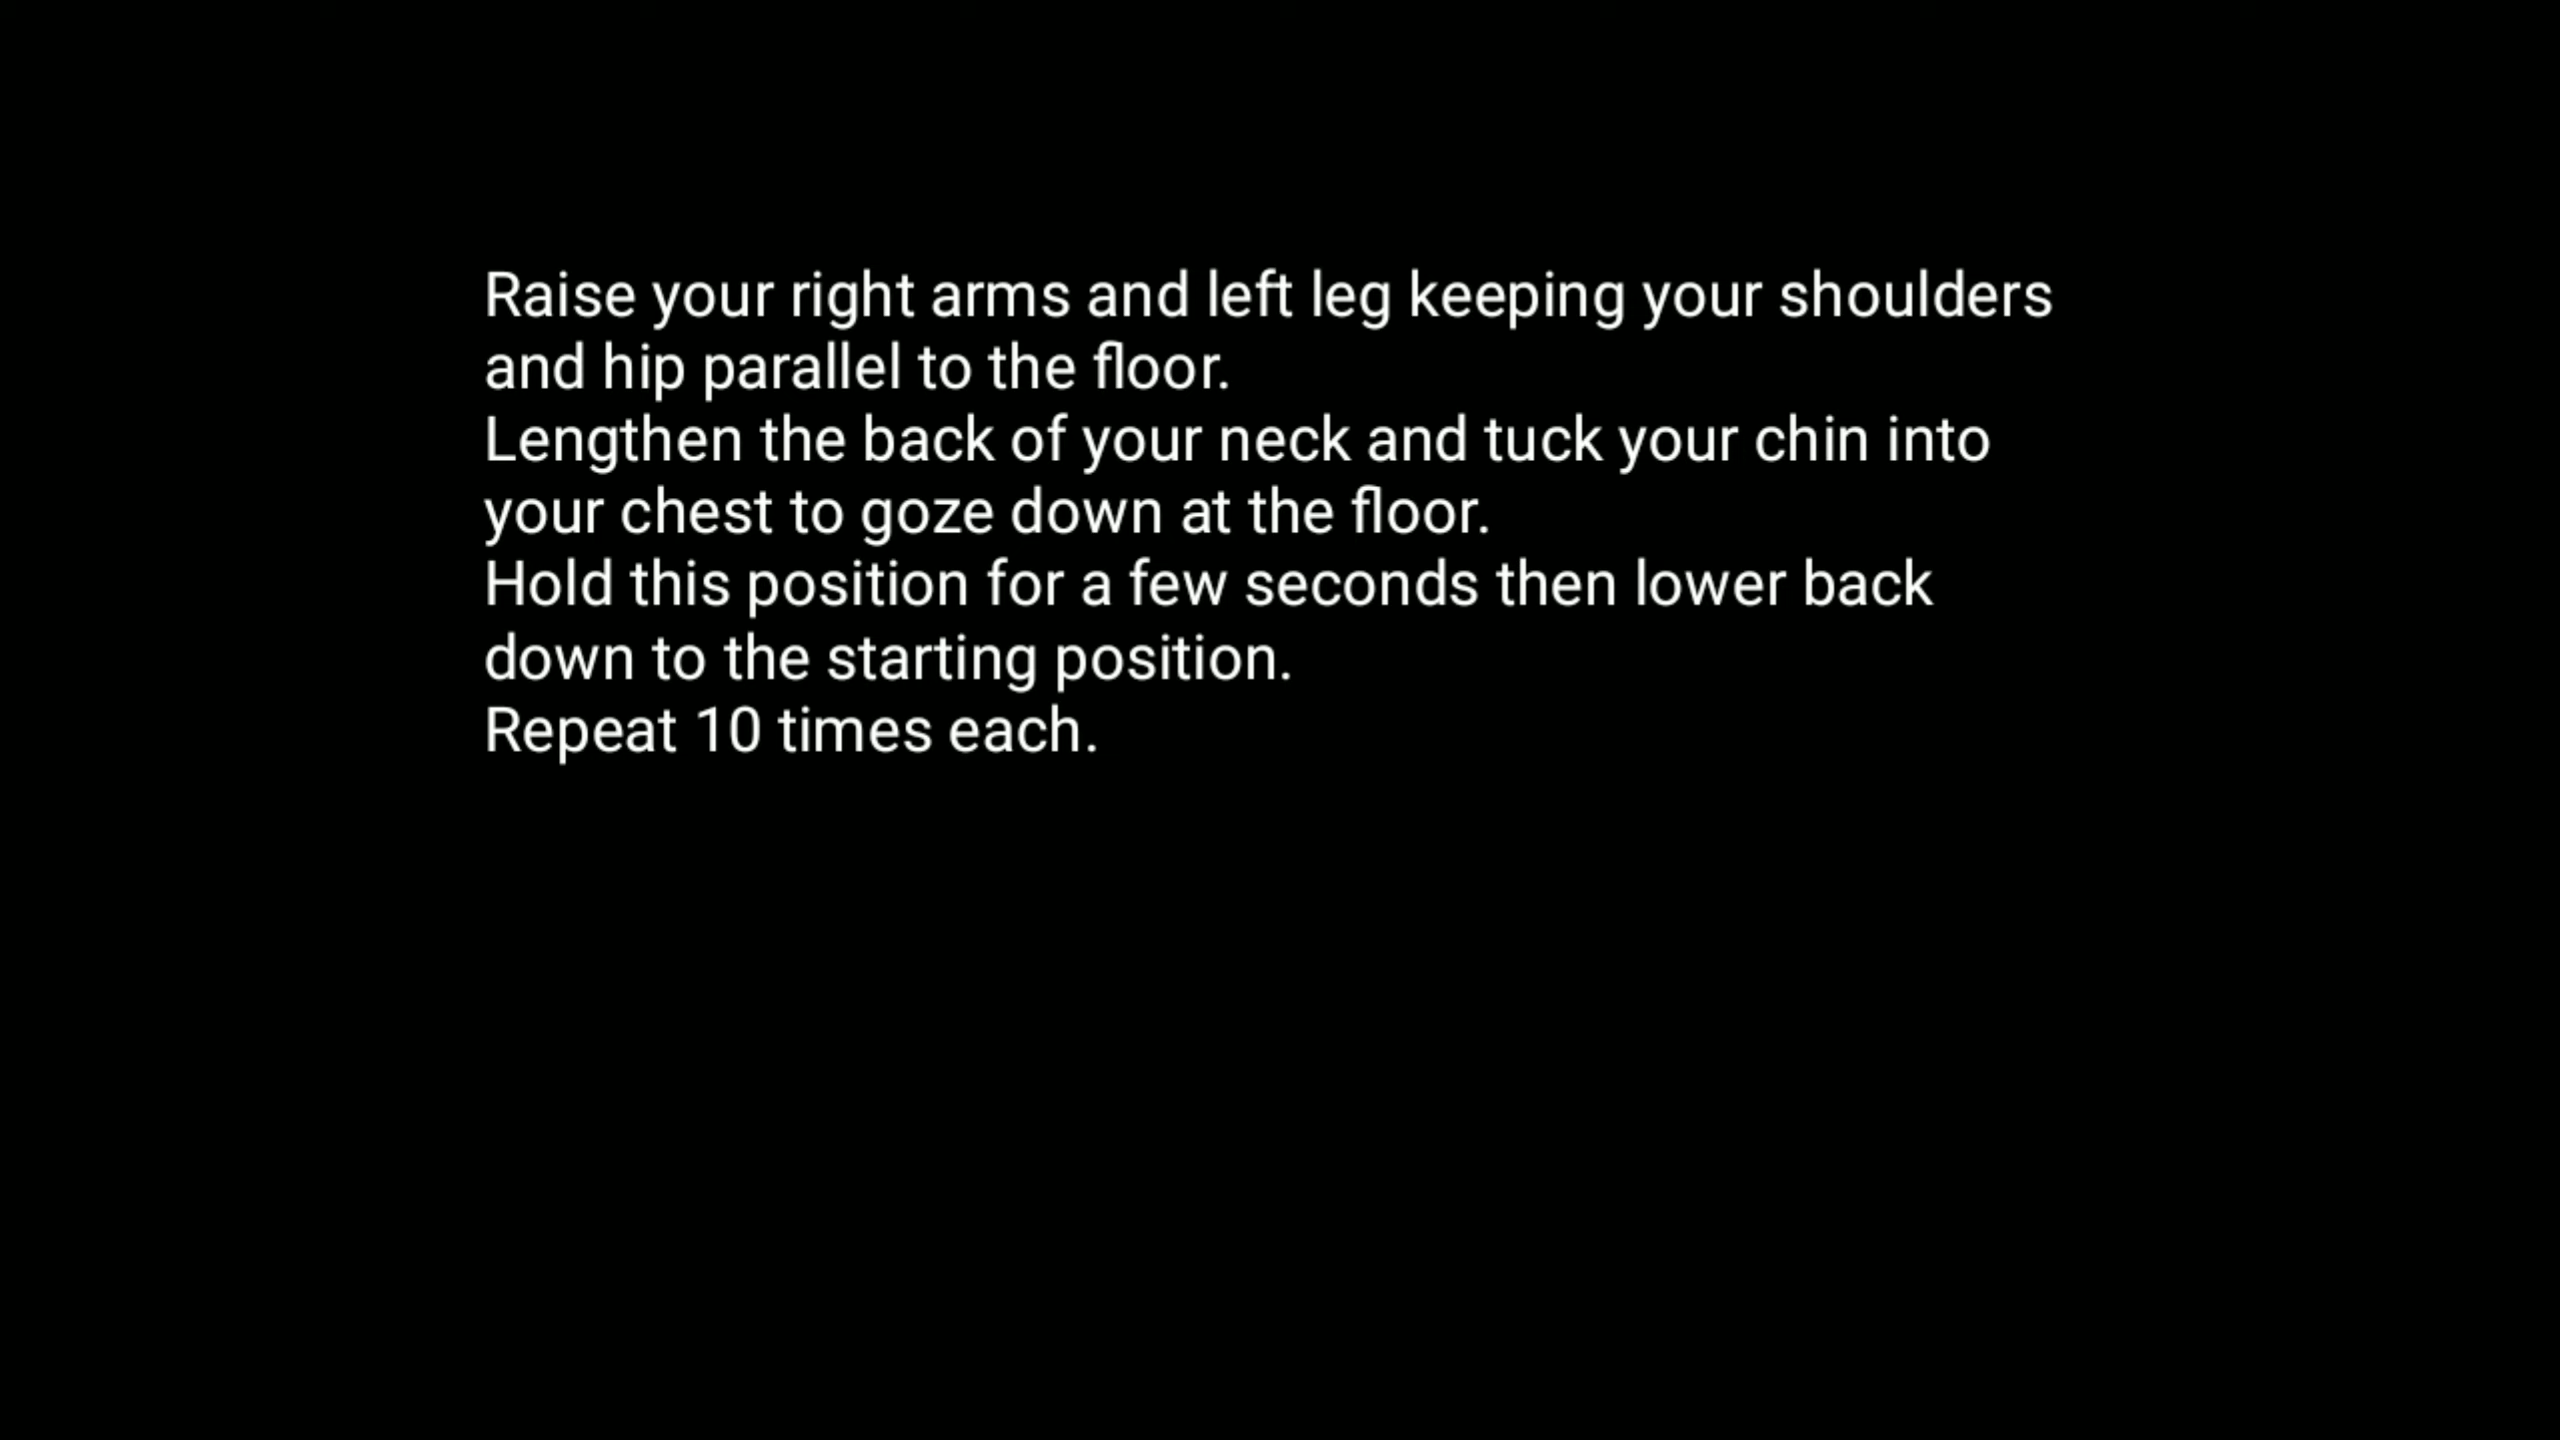 Raise your right arms and left leg keeping your shoulders
and hip parallel to the floor.
Lengthen the back of your neck and tuck your chin into
your chest to goze down at the floor.
Hold this position for a few seconds then lower back
down to the starting position.
Repeat 10 times each.